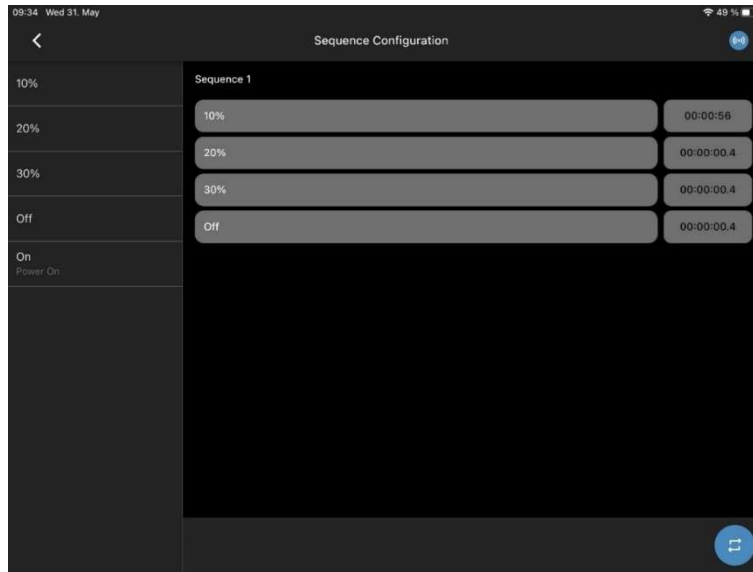 09:34 Wed 31. May
49 %
Sequence Configuration
10%
20%
30%
Off
On
Power On
Sequence 1
10% 00:00:56
20% 00:00:00.4
30% 00:00:00.4
Off 00:00:00.4